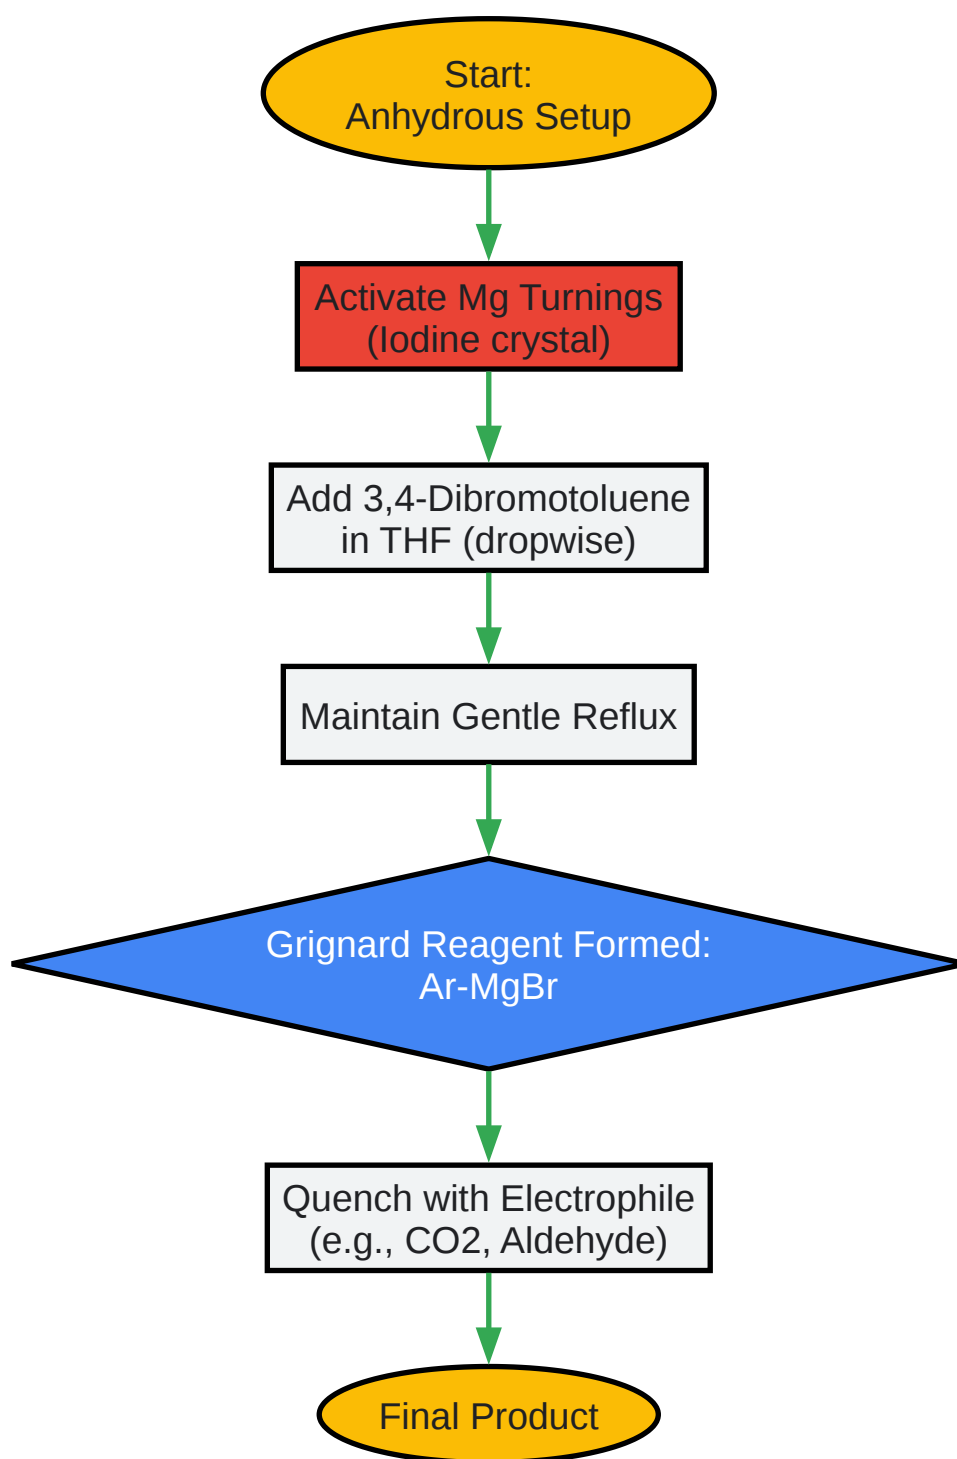 Start:
Anhydrous Setup
Activate Mg Turnings
(Iodine crystal)
Add 3,4-Dibromotoluene
in THF (dropwise)
Maintain Gentle Reflux
Grignard Reagent Formed:
Ar-MgBr
Quench with Electrophile
(e.g., CO2, Aldehyde)
Final Product